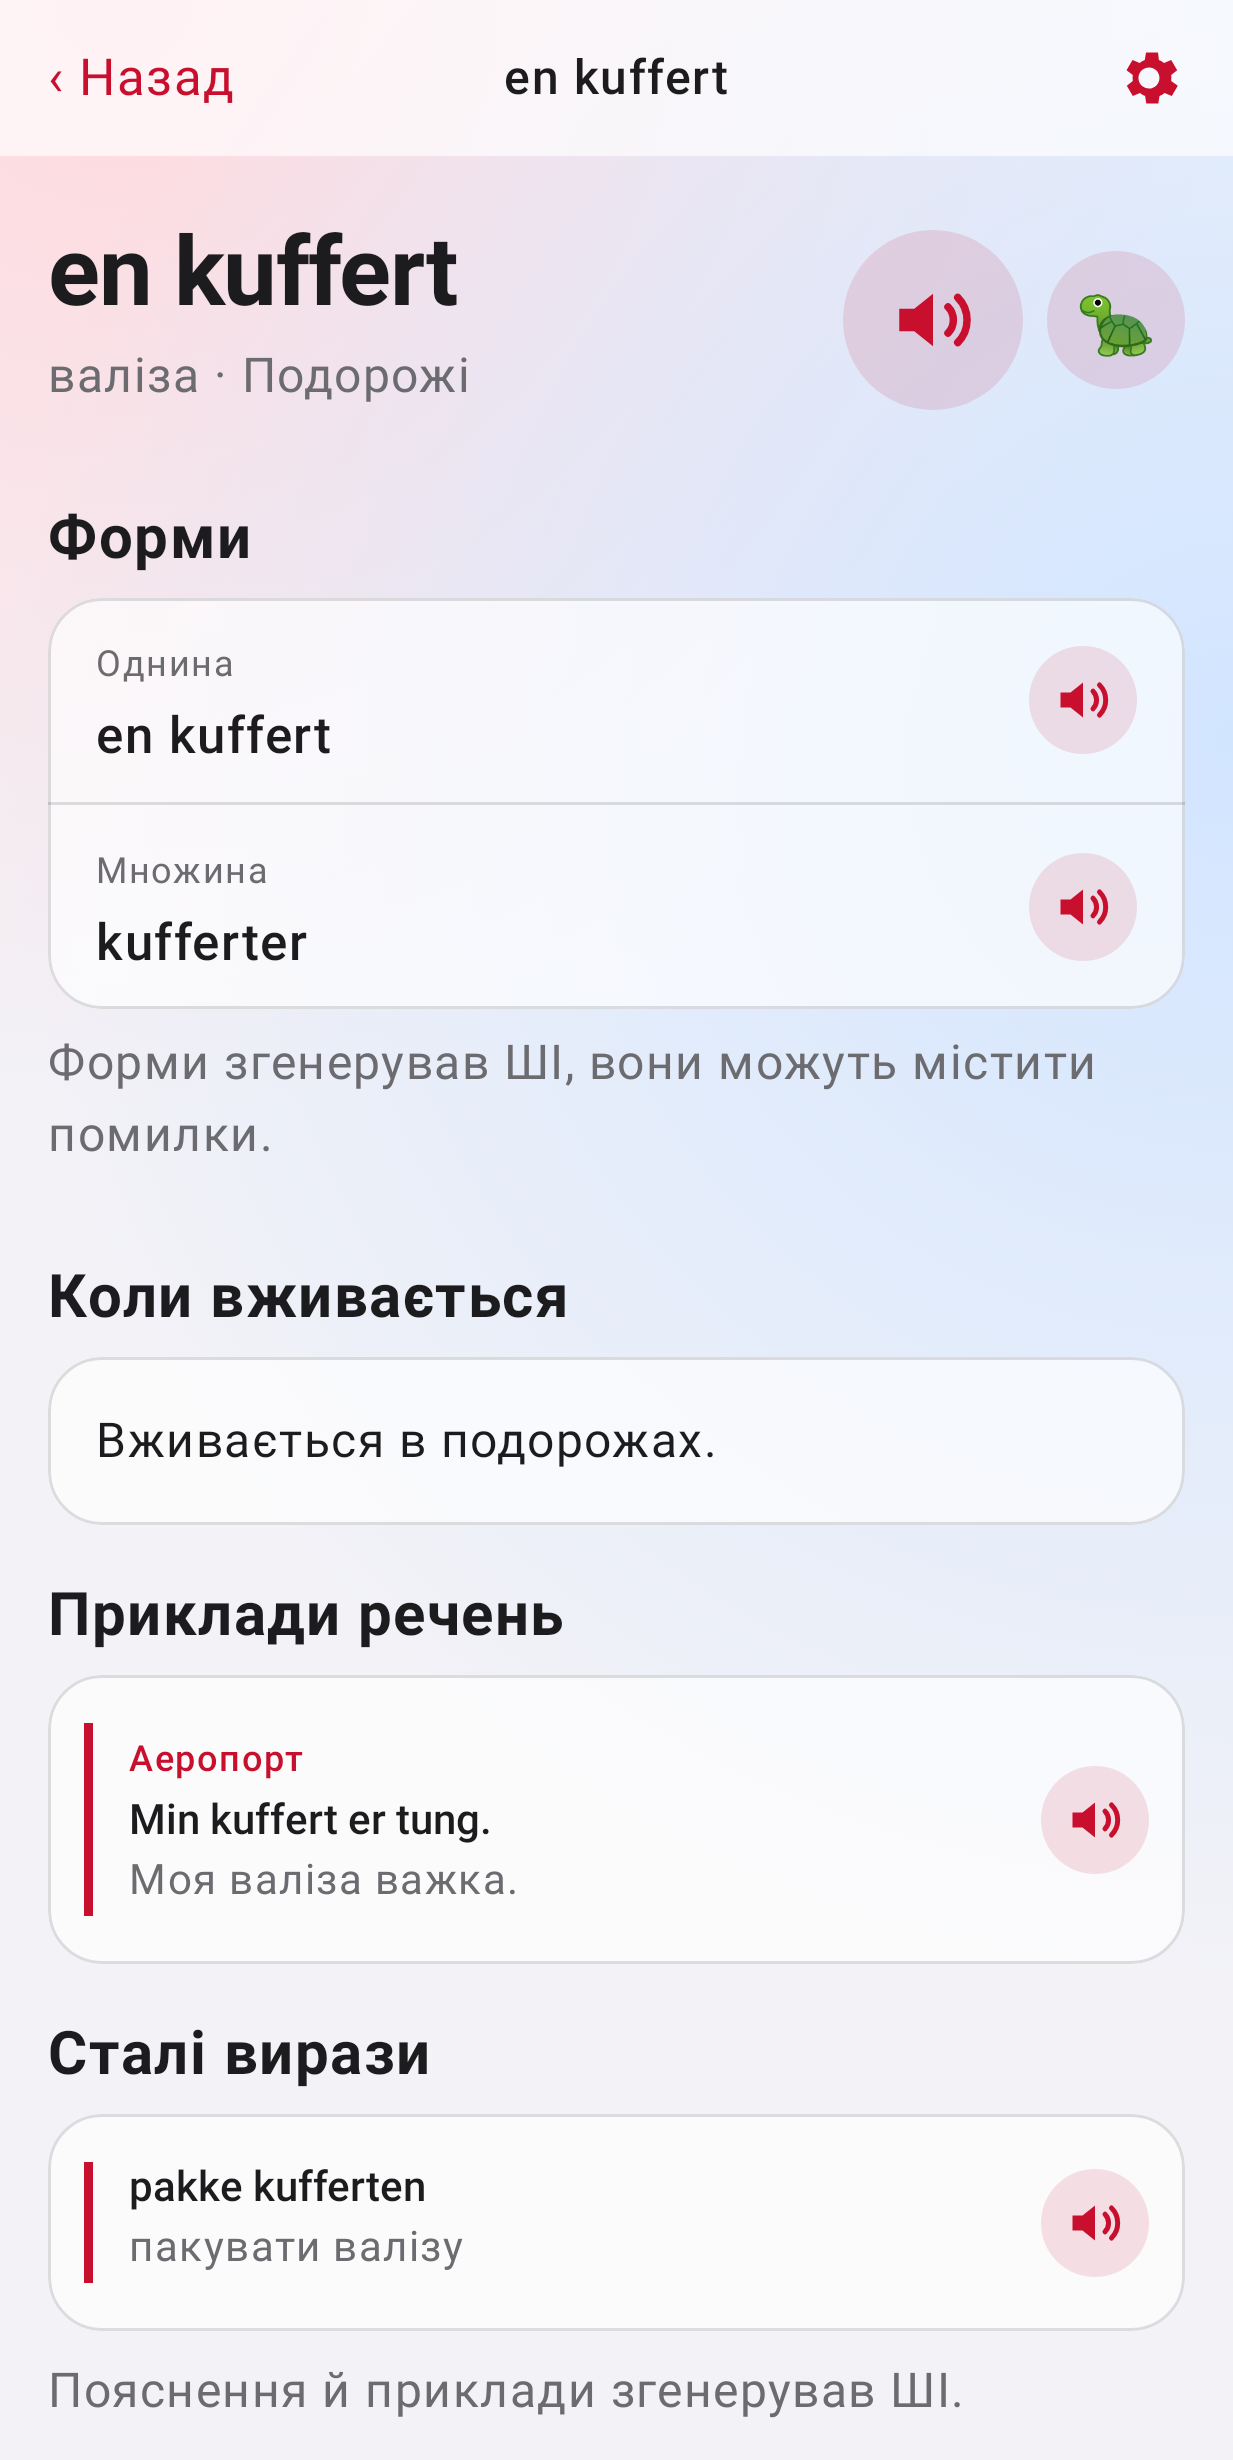 ‹ Назад
en kuffert
en kuffert
валіза · Подорожі
Форми
Однина
en kuffert
Множина
kufferter
Форми згенерував ШІ, вони можуть містити
помилки.
Коли вживається
Вживається в подорожах.
Приклади речень
Аеропорт
Min kuffert er tung.
Моя валіза важка.
Сталі вирази
pakke kufferten
пакувати валізу
Пояснення й приклади згенерував ШІ.